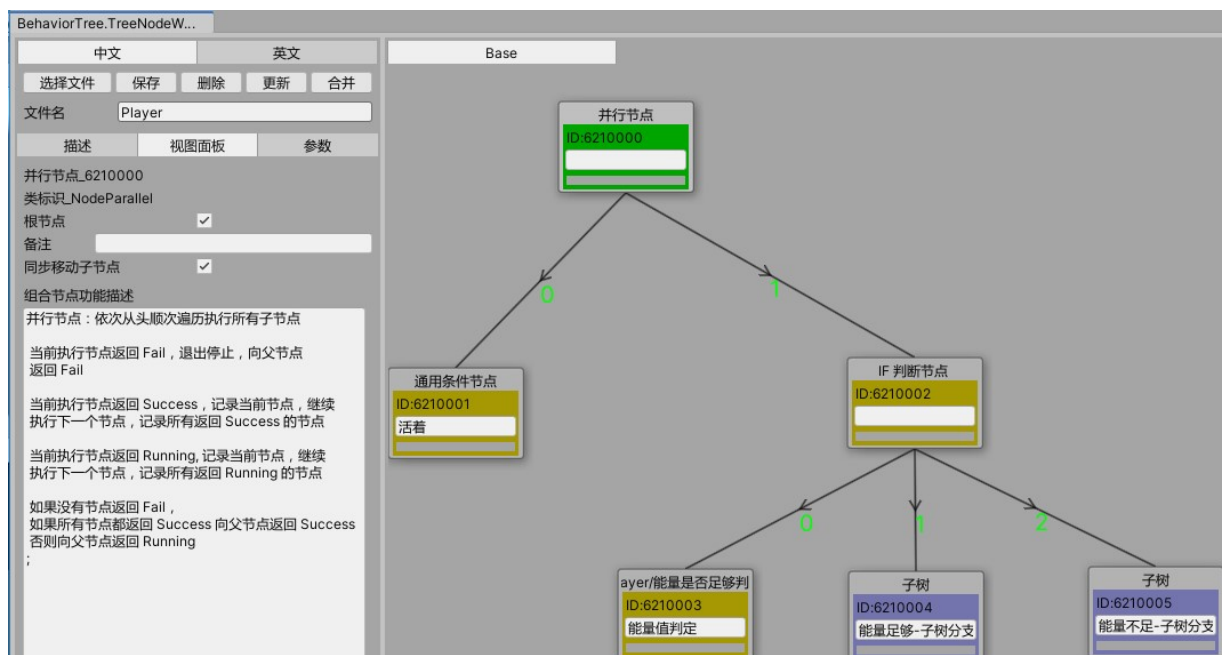 BehaviorTree.TreeNodeW...
中文
英文
选择文件
保存
删除
更新
合并
文件名
Player
描述
视图面板
参数
并行节点_6210000
类标识_NodeParallel
根节点
备注
同步移动子节点
组合节点功能描述
并行节点：依次从头顺次遍历执行所有子节点
当前执行节点返回 Fail，退出停止，向父节点
返回 Fail
当前执行节点返回 Success，记录当前节点，继续
执行下一个节点，记录所有返回 Success 的节点
当前执行节点返回 Running, 记录当前节点，继续
执行下一个节点，记录所有返回 Running 的节点
如果没有节点返回 Fail，
如果所有节点都返回 Success 向父节点返回 Success
否则向父节点返回 Running
;
Base
并行节点
ID:6210000
0
1
通用条件节点
ID:6210001
活着
IF 判断节点
ID:6210002
0
1
2
ayer/能量是否足够判
ID:6210003
能量值判定
子树
ID:6210004
能量足够-子树分支
子树
ID:6210005
能量不足-子树分支